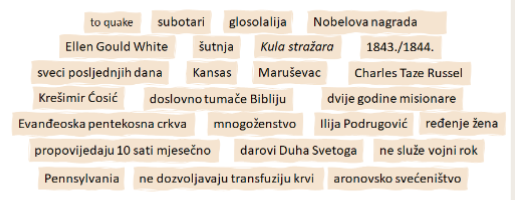 to quake subotari glosolalija Nobelova nagrada
Ellen Gould White šutnja Kula stražara 1843./1844.
sveci posljednjih dana Kansas Maruševac Charles Taze Russel
Krešimir Ćosić doslovno tumače Bibliju dvije godine misionare
Evanđeoska pentekosna crkva mnogoženstvo Ilija Podrugović ređenje žena
propovijedaju 10 sati mjesečno darovi Duha Svetoga ne služe vojni rok
Pennsylvania ne dozvoljavaju transfuziju krvi aronovsko svećeništvo